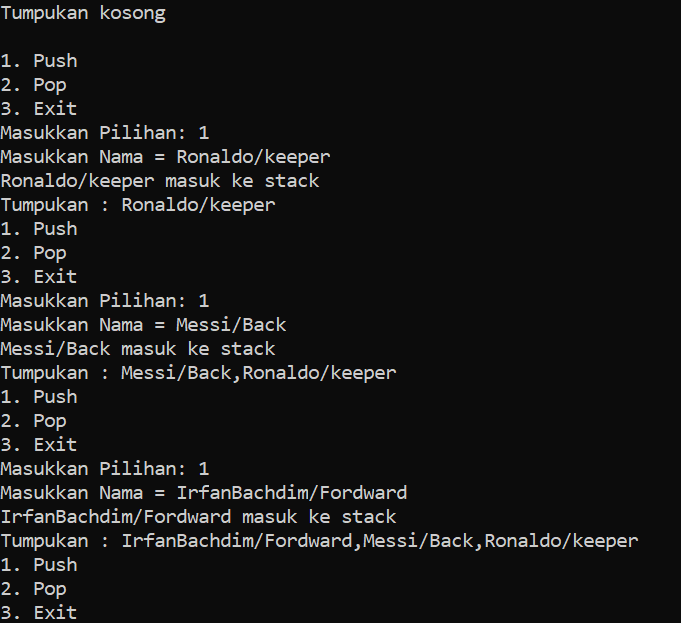 Tumpukan kosong
1. Push
2. Pop
3. Exit
Masukkan Pilihan: 1
Masukkan Nama = Ronaldo/keeper
Ronaldo/keeper masuk ke stack
Tumpukan : Ronaldo/keeper
1. Push
2. Pop
3. Exit
Masukkan Pilihan: 1
Masukkan Nama = Messi/Back
Messi/Back masuk ke stack
Tumpukan : Messi/Back,Ronaldo/keeper
1. Push
2. Pop
3. Exit
Masukkan Pilihan: 1
Masukkan Nama = IrfanBachdim/Fordward
IrfanBachdim/Fordward masuk ke stack
Tumpukan : IrfanBachdim/Fordward,Messi/Back,Ronaldo/keeper
1. Push
2. Pop
3. Exit